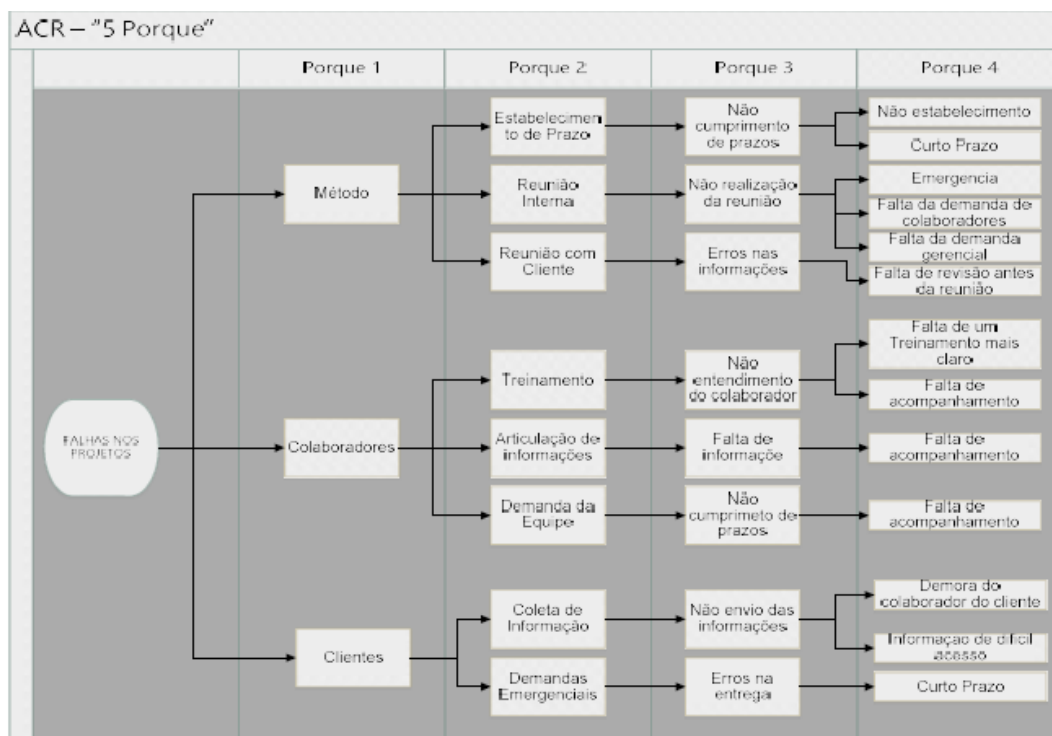 ACR – "5 Porque"
Porque 1
Porque 2
Porque 3
Porque 4
FALHAS NOS
PROJETOS
Método
Estabelecimen
to de Prazo
Não
cumprimento
de prazos
Não estabelecimento
Curto Prazo
Reunião
Interna
Não realização
da reunião
Emergencia
Falta da demanda de
colaboradores
Falta da demanda
gerencial
Reunião com
Cliente
Erros nas
informações
Falta de revisão antes
da reunião
Colaboradores
Treinamento
Não
entendimento
do colaborador
Falta de um
Treinamento mais
claro
Falta de
acompanhamento
Articulação de
informações
Falta de
informaçõe
Falta de
acompanhamento
Demanda da
Equipe
Não
cumprimeto de
prazos
Falta de
acompanhamento
Clientes
Coleta de
Informação
Não envio das
informações
Demora do
colaborador do cliente
Informaçao de dificil
acesso
Demandas
Emergenciais
Erros na
entrega
Curto Prazo